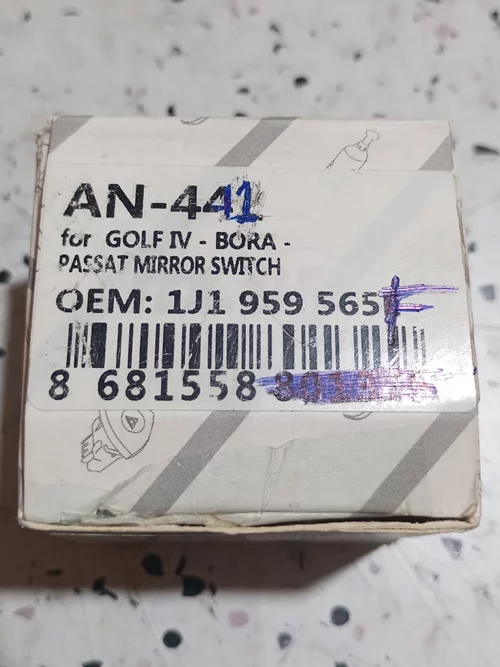 AN-441
for GOLF IV - BORA -
PASSAT MIRROR SWITCH
OEM: 1J1 959 565F
8 681558